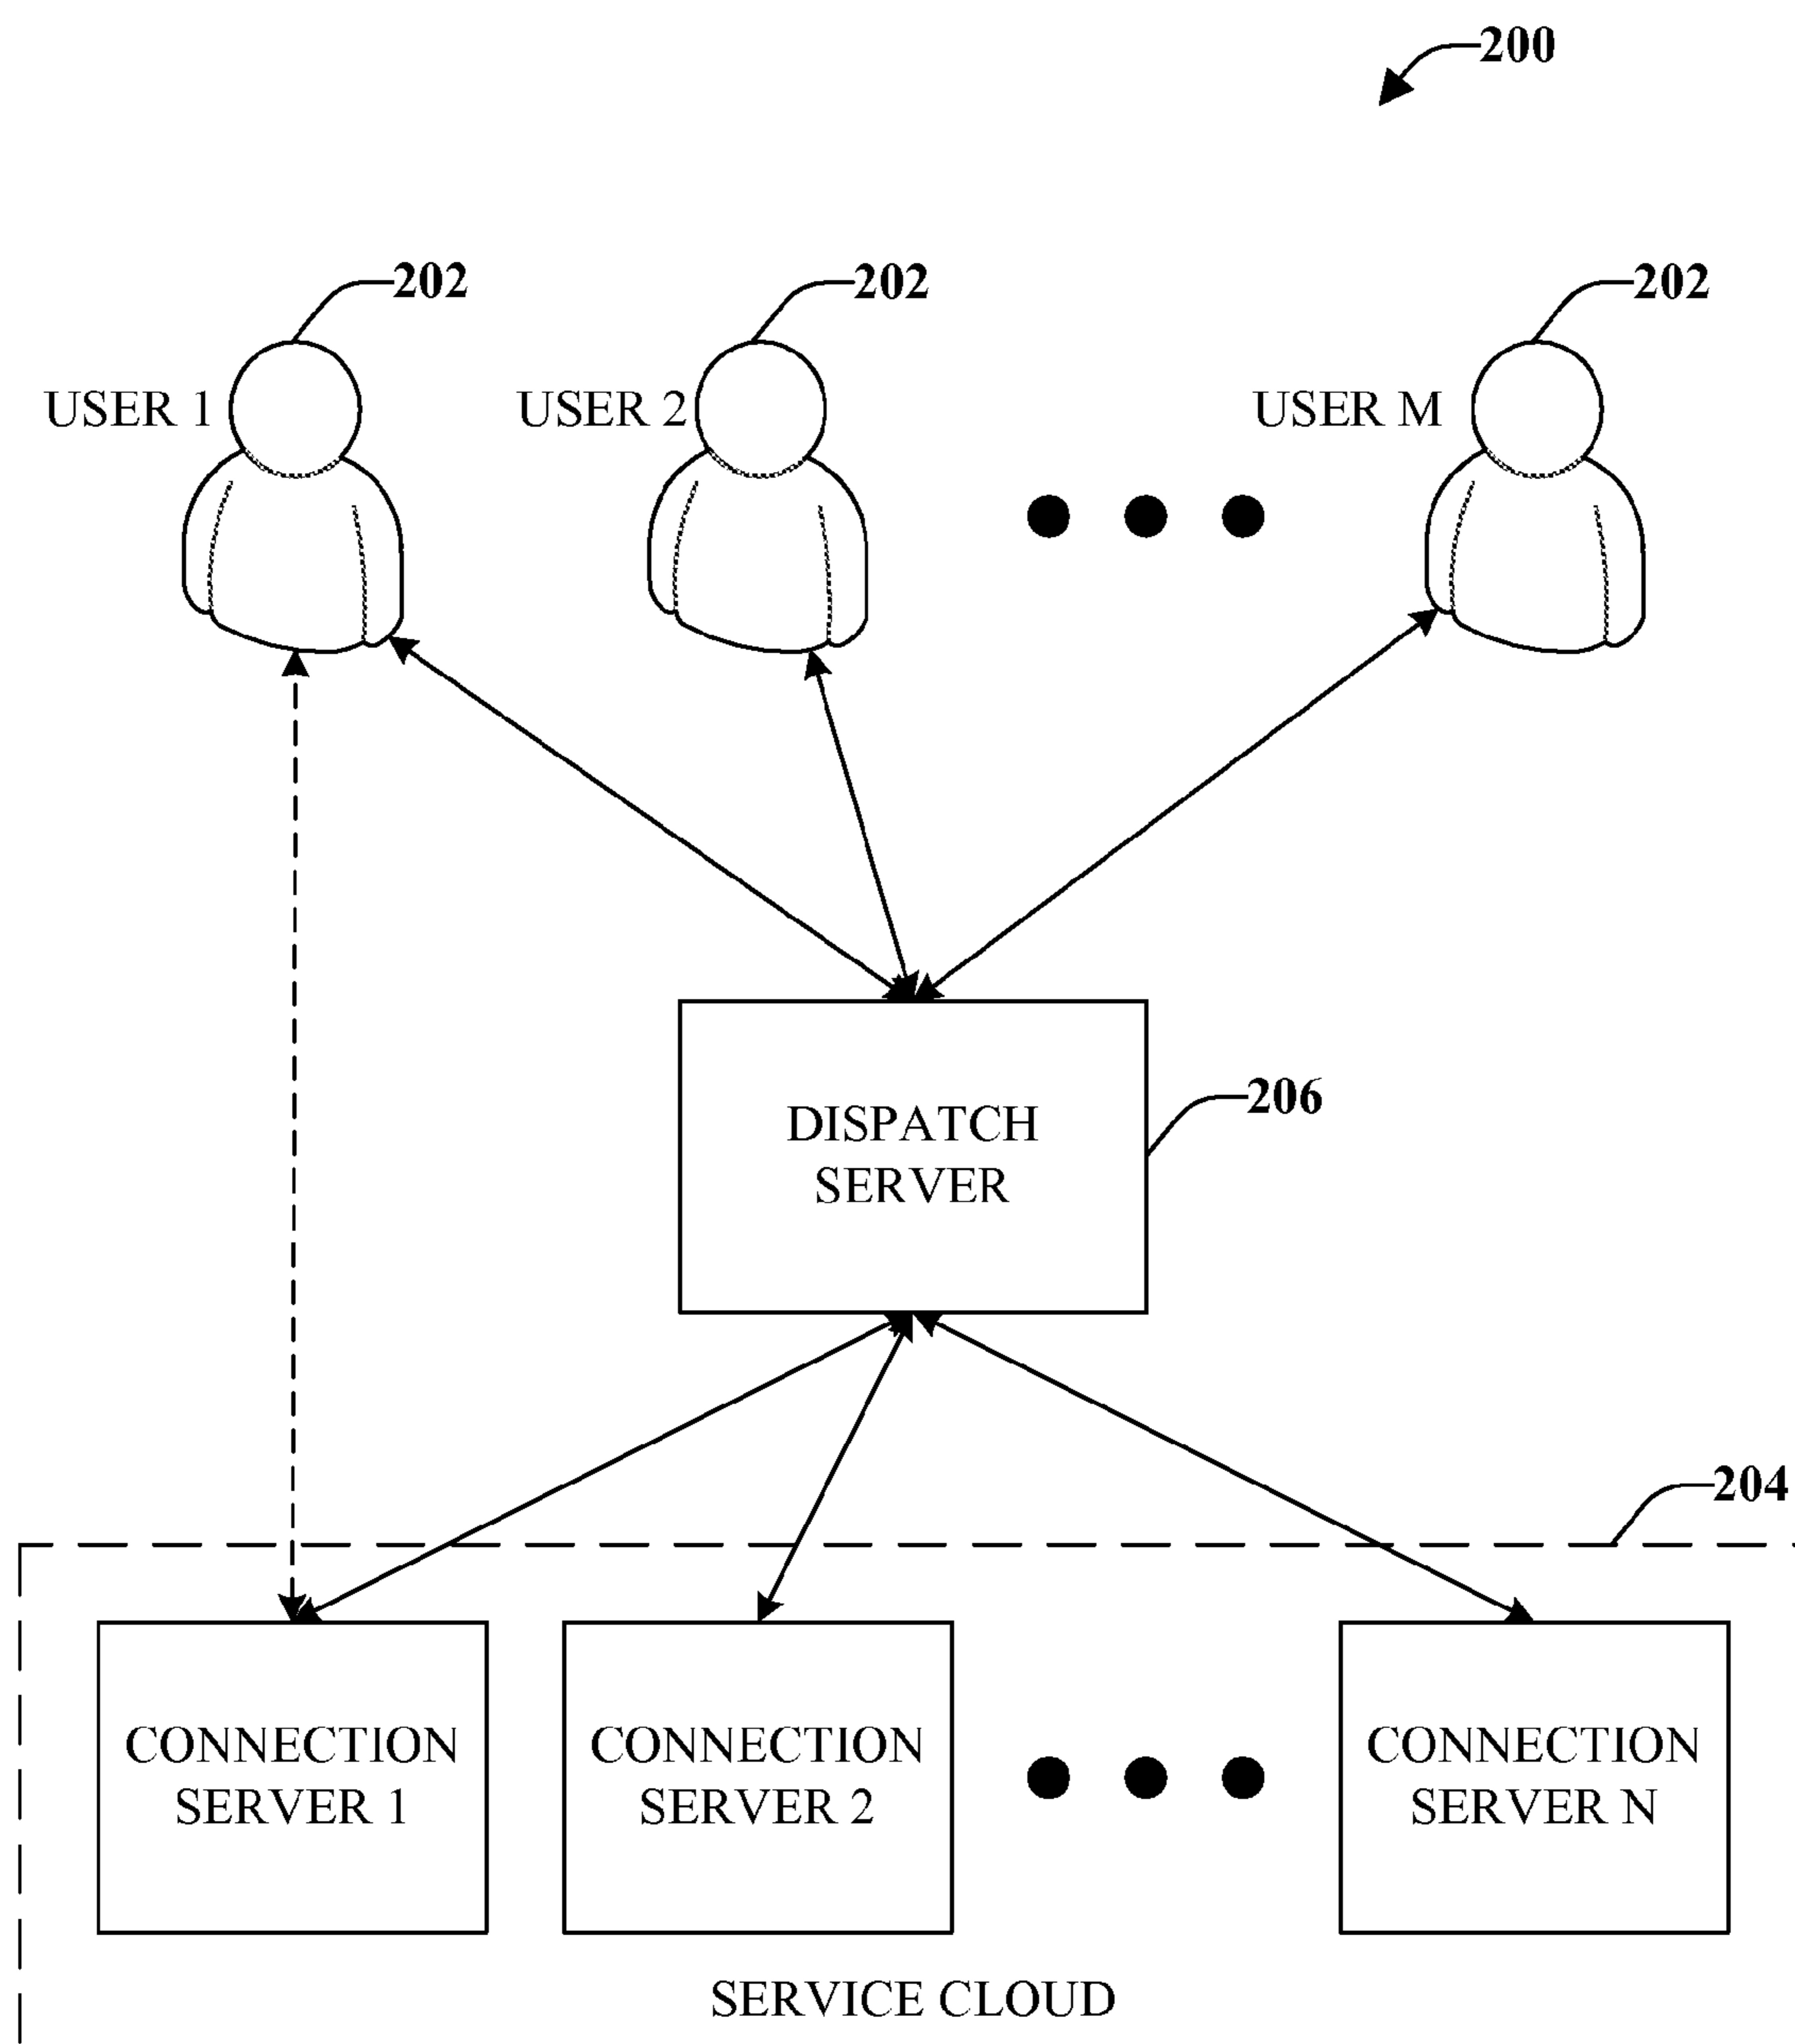 200
202
202
202
USER 1
USER 2
USER M
DISPATCH
SERVER
206
204
CONNECTION
SERVER 1
CONNECTION
SERVER 2
CONNECTION
SERVER N
SERVICE CLOUD